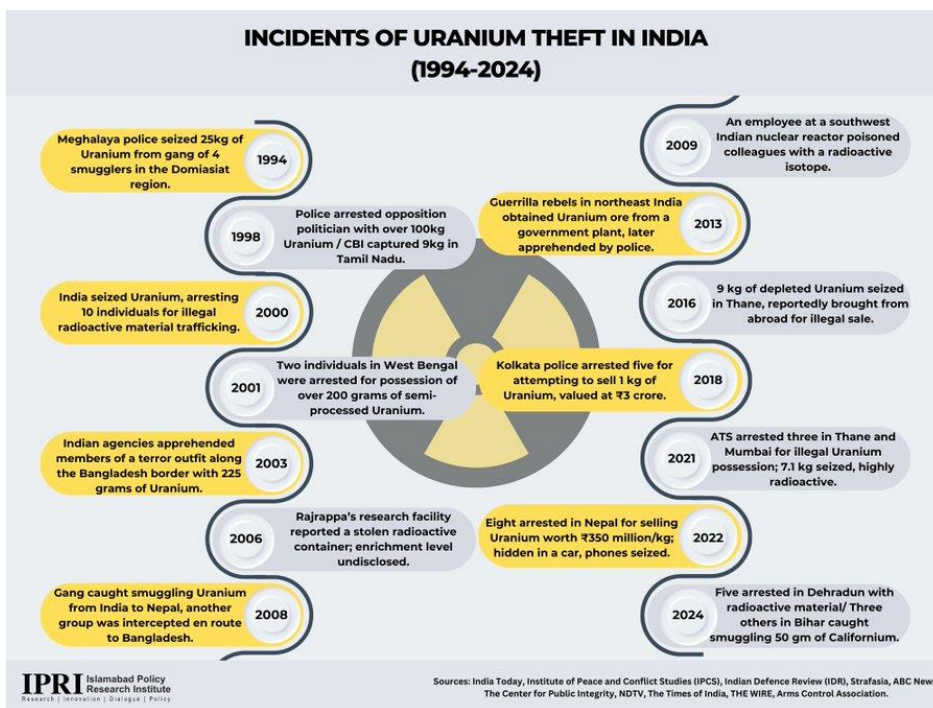 INCIDENTS OF URANIUM THEFT IN INDIA
(1994-2024)
Meghalaya police seized 25kg of
Uranium from gang of 4
smugglers in the Domiasiat
region.
1994
1998
Police arrested opposition
politician with over 100kg
Uranium / CBI captured 9kg in
Tamil Nadu.
India seized Uranium, arresting
10 individuals for illegal
radioactive material trafficking.
2000
2001
Two individuals in West Bengal
were arrested for possession of
over 200 grams of semi-
processed Uranium.
Indian agencies apprehended
members of a terror outfit along
the Bangladesh border with 225
grams of Uranium.
2003
2006
Rajrappa's research facility
reported a stolen radioactive
container; enrichment level
undisclosed.
Gang caught smuggling Uranium
from India to Nepal, another
group was intercepted en route
to Bangladesh.
2008
2009
An employee at a southwest
Indian nuclear reactor poisoned
colleagues with a radioactive
isotope.
Guerrilla rebels in northeast India
obtained Uranium ore from a
government plant, later
apprehended by police.
2013
2016
9 kg of depleted Uranium seized
in Thane, reportedly brought from
abroad for illegal sale.
Kolkata police arrested five for
attempting to sell 1 kg of
Uranium, valued at ₹3 crore.
2018
2021
ATS arrested three in Thane and
Mumbai for illegal Uranium
possession; 7.1 kg seized, highly
radioactive.
Eight arrested in Nepal for selling
Uranium worth ₹350 million/kg;
hidden in a car, phones seized.
2022
2024
Five arrested in Dehradun with
radioactive material/ Three
others in Bihar caught
smuggling 50 gm of Californium.
IPRI
Islamabad Policy
Research Institute
Research | Innovation | Dialogue | Policy
Sources: India Today, Institute of Peace and Conflict Studies (IPCS), Indian Defence Review (IDR), Strafasia, ABC New
The Center for Public Integrity, NDTV, The Times of India, THE WIRE, Arms Control Association.